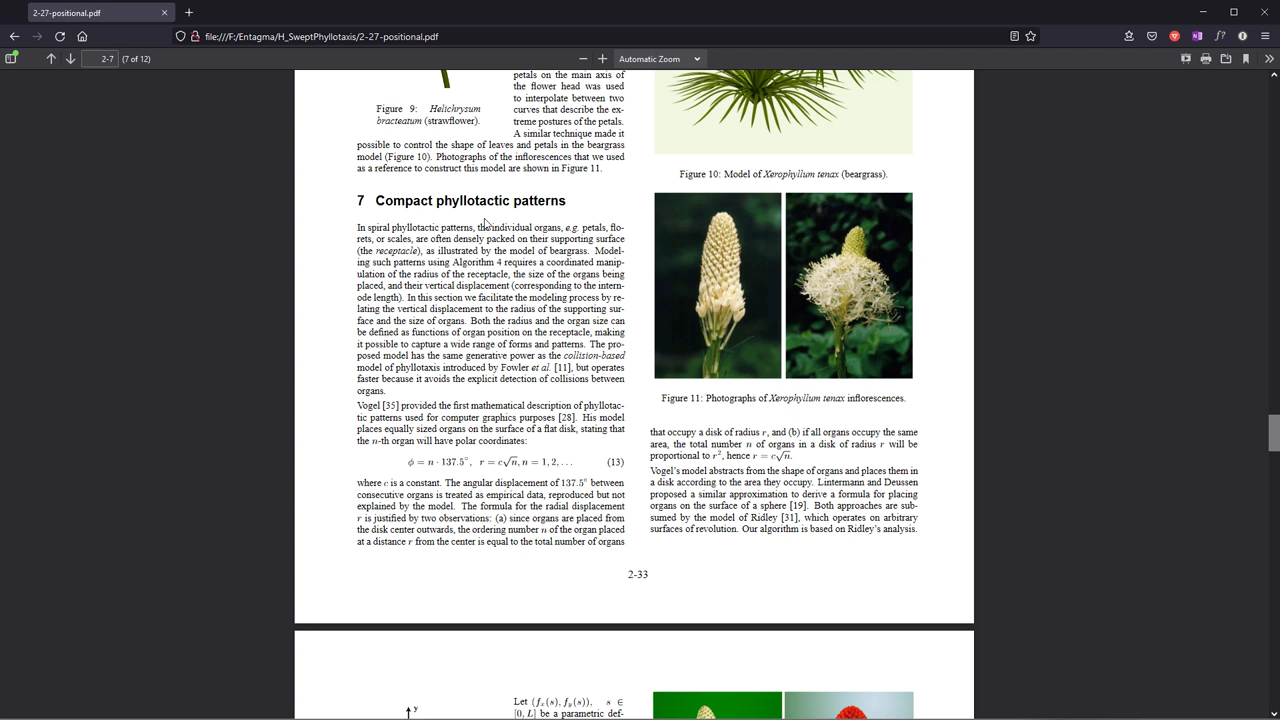 2-27-positional.pdf
file:///F:/Entagma/H_SweptPhyllotaxis/2-27-positional.pdf
2-7 (7 of 12)
Automatic Zoom
petals on the main axis of
the flower head was used
to interpolate between two
curves that describe the ex-
treme postures of the petals.
A similar technique made it
Figure 9: Helichrysum
bracteatum (strawflower).
possible to control the shape of leaves and petals in the beargrass
model (Figure 10). Photographs of the inflorescences that we used
as a reference to construct this model are shown in Figure 11.
7 Compact phyllotactic patterns
In spiral phyllotactic patterns, the individual organs, e.g. petals, flo-
rets, or scales, are often densely packed on their supporting surface
(the receptacle), as illustrated by the model of beargrass. Model-
ing such patterns using Algorithm 4 requires a coordinated manip-
ulation of the radius of the receptacle, the size of the organs being
placed, and their vertical displacement (corresponding to the intern-
ode length). In this section we facilitate the modeling process by re-
lating the vertical displacement to the radius of the supporting sur-
face and the size of organs. Both the radius and the organ size can
be defined as functions of organ position on the receptacle, making
it possible to capture a wide range of forms and patterns. The pro-
posed model has the same generative power as the collision-based
model of phyllotaxis introduced by Fowler et al. [11], but operates
faster because it avoids the explicit detection of collisions between
organs.
Vogel [35] provided the first mathematical description of phyllotac-
tic patterns used for computer graphics purposes [28]. His model
places equally sized organs on the surface of a flat disk, stating that
the n-th organ will have polar coordinates:
ϕ = n · 137.5°, r = c√n, n = 1, 2, . . . (13)
where c is a constant. The angular displacement of 137.5° between
consecutive organs is treated as empirical data, reproduced but not
explained by the model. The formula for the radial displacement
r is justified by two observations: (a) since organs are placed from
the disk center outwards, the ordering number n of the organ placed
at a distance r from the center is equal to the total number of organs
Figure 10: Model of Xerophyllum tenax (beargrass).
Figure 11: Photographs of Xerophyllum tenax inflorescences.
that occupy a disk of radius r, and (b) if all organs occupy the same
area, the total number n of organs in a disk of radius r will be
proportional to r², hence r = c√n.
Vogel's model abstracts from the shape of organs and places them in
a disk according to the area they occupy. Lintermann and Deussen
proposed a similar approximation to derive a formula for placing
organs on the surface of a sphere [19]. Both approaches are sub-
sumed by the model of Ridley [31], which operates on arbitrary
surfaces of revolution. Our algorithm is based on Ridley's analysis.
2-33
y
Let (fx(s), fy(s)), s ∈
[0, L] be a parametric def-